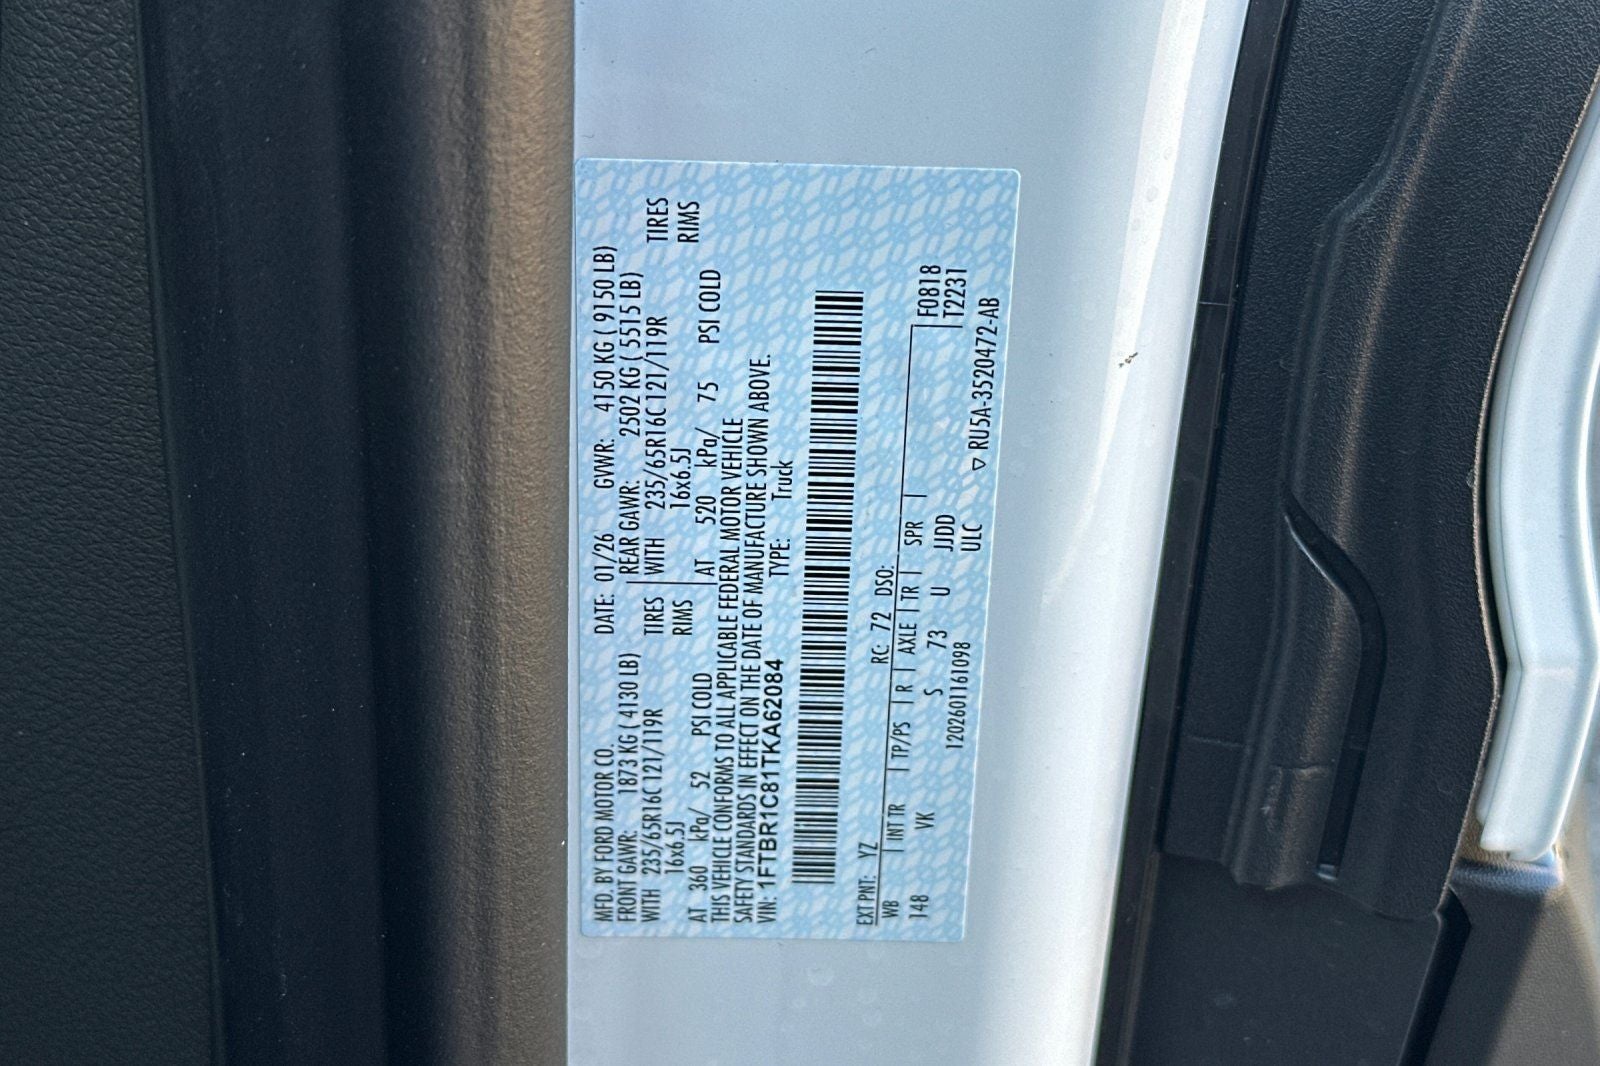 MFD. BY FORD MOTOR CO.
DATE: 01/26 GVWR: 4150 KG ( 9150 LB)
FRONT GAWR: 1873 KG ( 4130 LB)
REAR GAWR: 2502 KG ( 5515 LB)
WITH 235/65R16C 121/119R TIRES
WITH 235/65R16C 121/119R TIRES
16x6.5J RIMS
16x6.5J RIMS
AT 360 kPa/ 52 PSI COLD
AT 520 kPa/ 75 PSI COLD
THIS VEHICLE CONFORMS TO ALL APPLICABLE FEDERAL MOTOR VEHICLE
SAFETY STANDARDS IN EFFECT ON THE DATE OF MANUFACTURE SHOWN ABOVE.
VIN: 1FTBR1C81TKA62084 TYPE: Truck
EXT PNT: YZ RC: 72 DSO: F0818
WB INT TR TP/PS R AXLE TR SPR T2231
148 VK S 73 U JJDD
120260116109​8 ULC ▽ RU5A-3520472-AB